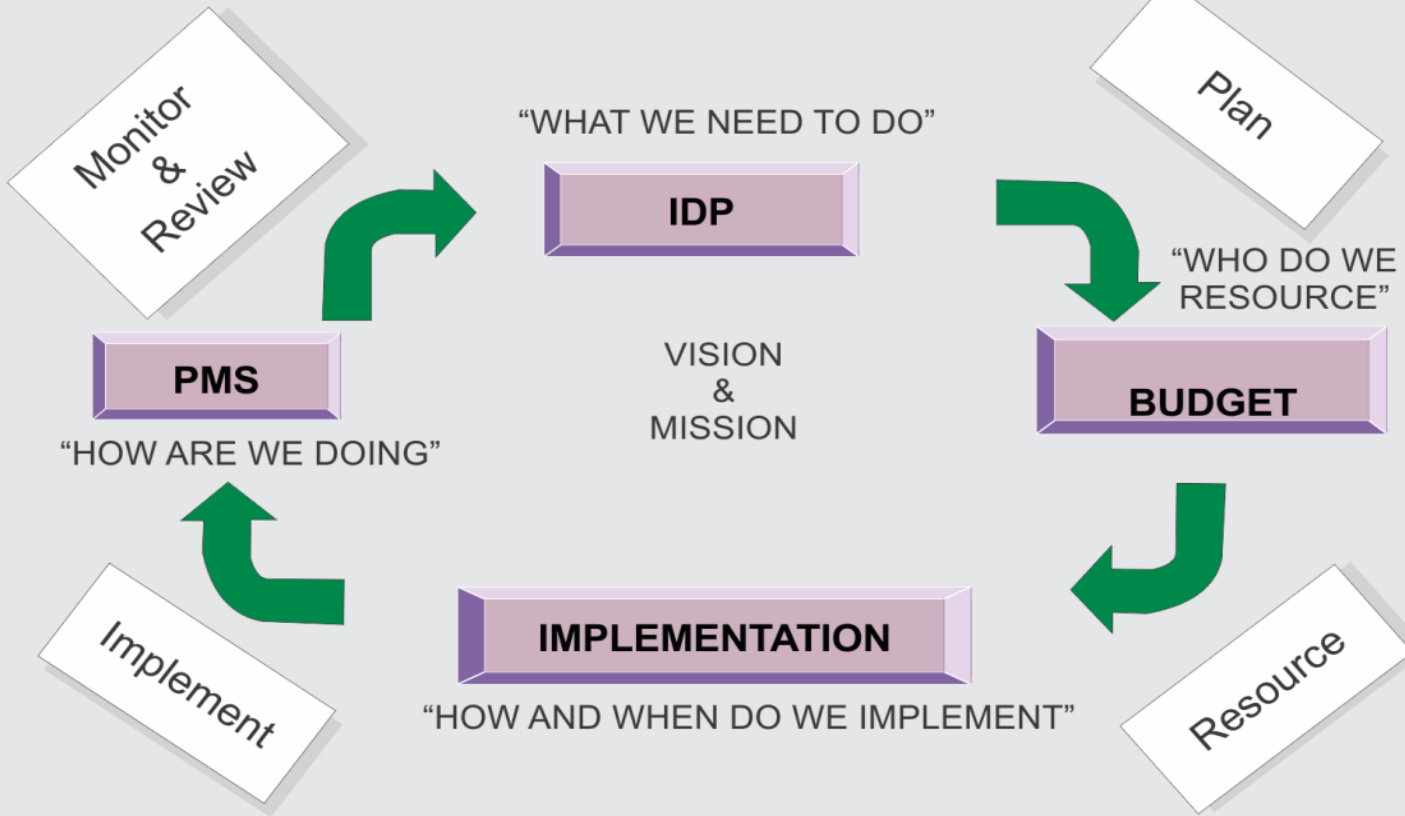 Monitor
&
Review
Plan
“WHAT WE NEED TO DO”
IDP
“WHO DO WE
RESOURCE”
BUDGET
VISION
&
MISSION
PMS
“HOW ARE WE DOING”
IMPLEMENTATION
“HOW AND WHEN DO WE IMPLEMENT”
Implement
Resource